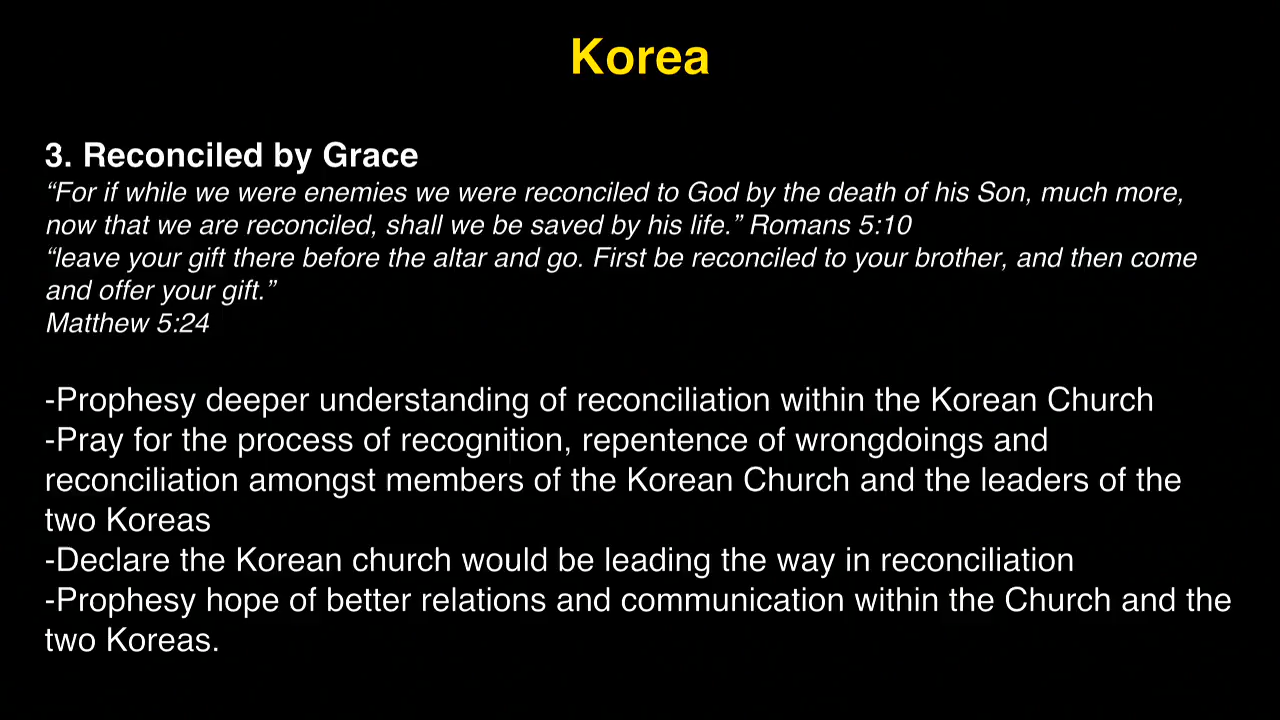 Korea
3. Reconciled by Grace
“For if while we were enemies we were reconciled to God by the death of his Son, much more,
now that we are reconciled, shall we be saved by his life.” Romans 5:10
“leave your gift there before the altar and go. First be reconciled to your brother, and then come
and offer your gift.”
Matthew 5:24
-Prophesy deeper understanding of reconciliation within the Korean Church
-Pray for the process of recognition, repentence of wrongdoings and
reconciliation amongst members of the Korean Church and the leaders of the
two Koreas
-Declare the Korean church would be leading the way in reconciliation
-Prophesy hope of better relations and communication within the Church and the
two Koreas.